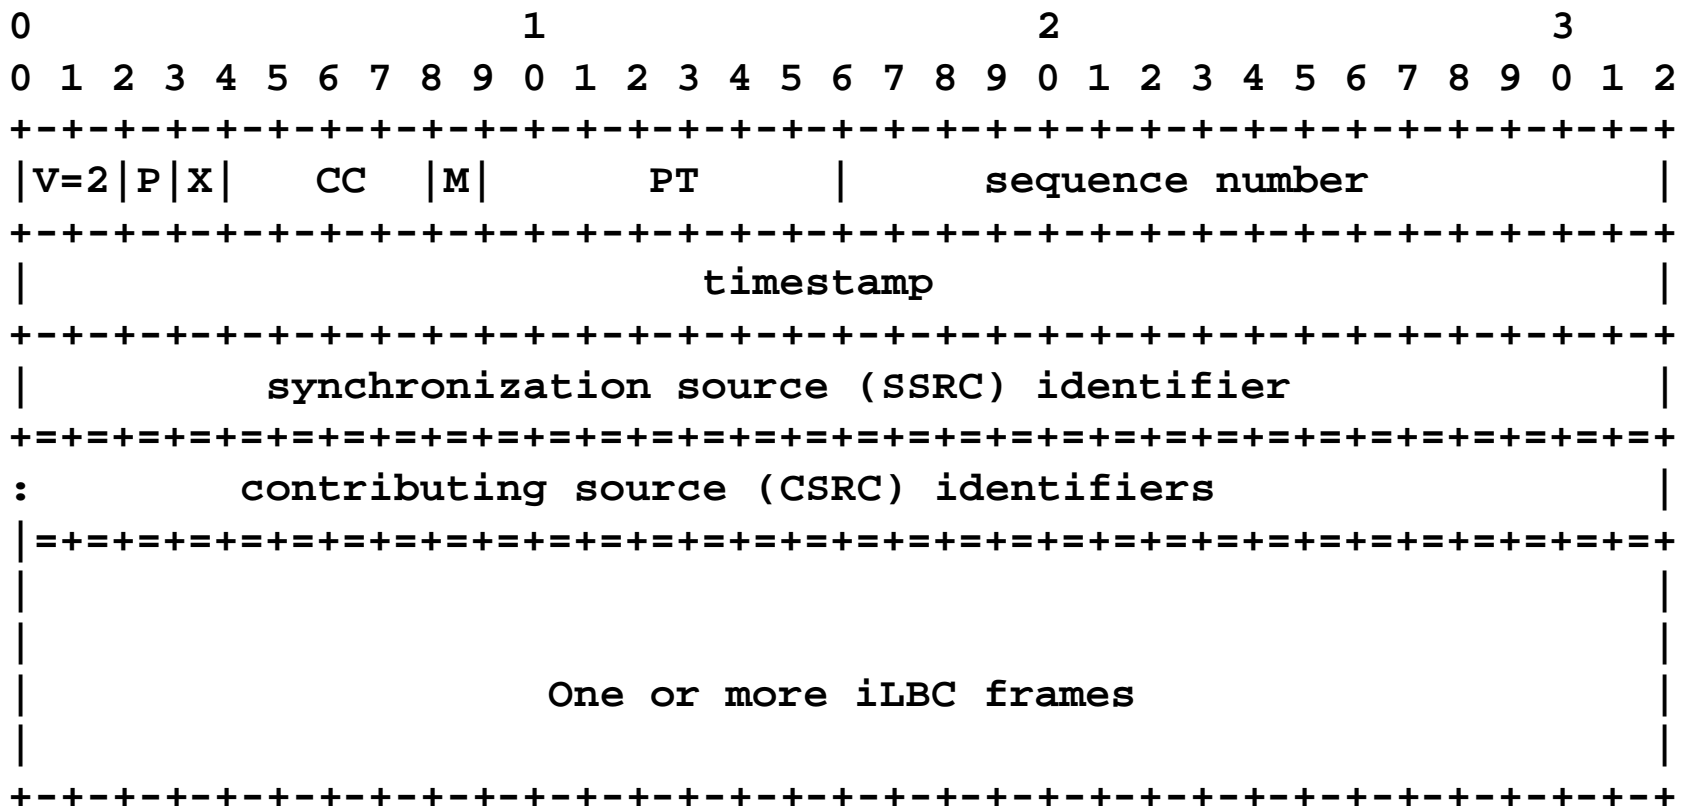 0                   1                   2                   3
0 1 2 3 4 5 6 7 8 9 0 1 2 3 4 5 6 7 8 9 0 1 2 3 4 5 6 7 8 9 0 1 2
+-+-+-+-+-+-+-+-+-+-+-+-+-+-+-+-+-+-+-+-+-+-+-+-+-+-+-+-+-+-+-+-+
|V=2|P|X|   CC  |M|      PT     |     sequence number           |
+-+-+-+-+-+-+-+-+-+-+-+-+-+-+-+-+-+-+-+-+-+-+-+-+-+-+-+-+-+-+-+-+
|                          timestamp                            |
+-+-+-+-+-+-+-+-+-+-+-+-+-+-+-+-+-+-+-+-+-+-+-+-+-+-+-+-+-+-+-+-+
|         synchronization source (SSRC) identifier              |
+=+=+=+=+=+=+=+=+=+=+=+=+=+=+=+=+=+=+=+=+=+=+=+=+=+=+=+=+=+=+=+=+
:        contributing source (CSRC) identifiers                 |
|=+=+=+=+=+=+=+=+=+=+=+=+=+=+=+=+=+=+=+=+=+=+=+=+=+=+=+=+=+=+=+=+
|                                                               |
|                                                               |
|                    One or more iLBC frames                    |
|                                                               |
+-+-+-+-+-+-+-+-+-+-+-+-+-+-+-+-+-+-+-+-+-+-+-+-+-+-+-+-+-+-+-+-+